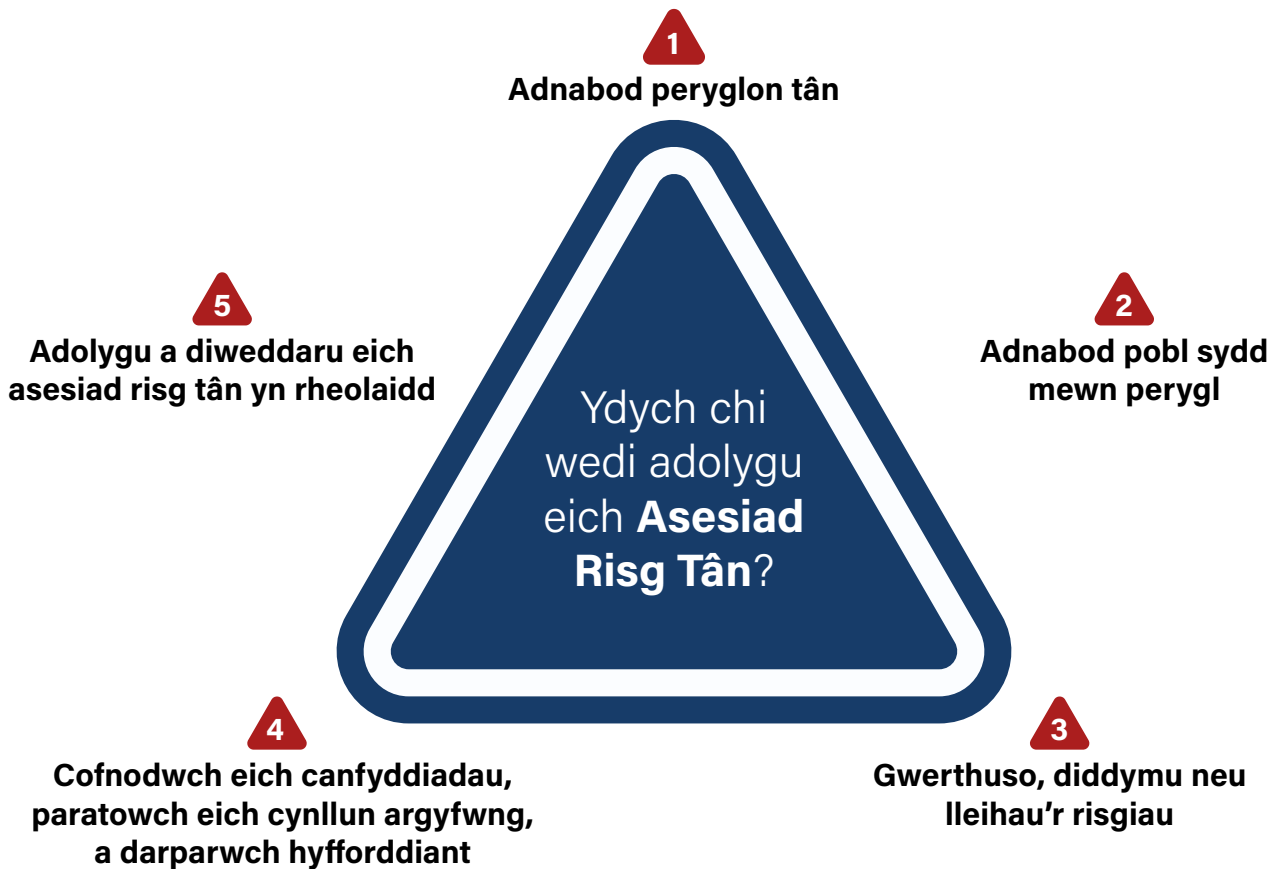 1
Adnabod peryglon tân
2
Adnabod pobl sydd
mewn perygl
3
Gwerthuso, diddymu neu
lleihau'r risgiau
4
Cofnodwch eich canfyddiadau,
paratowch eich cynllun argyfwng,
a darparwch hyfforddiant
5
Adolygu a diweddaru eich
asesiad risg tân yn rheolaidd
Ydych chi
wedi adolygu
eich Asesiad
Risg Tân?